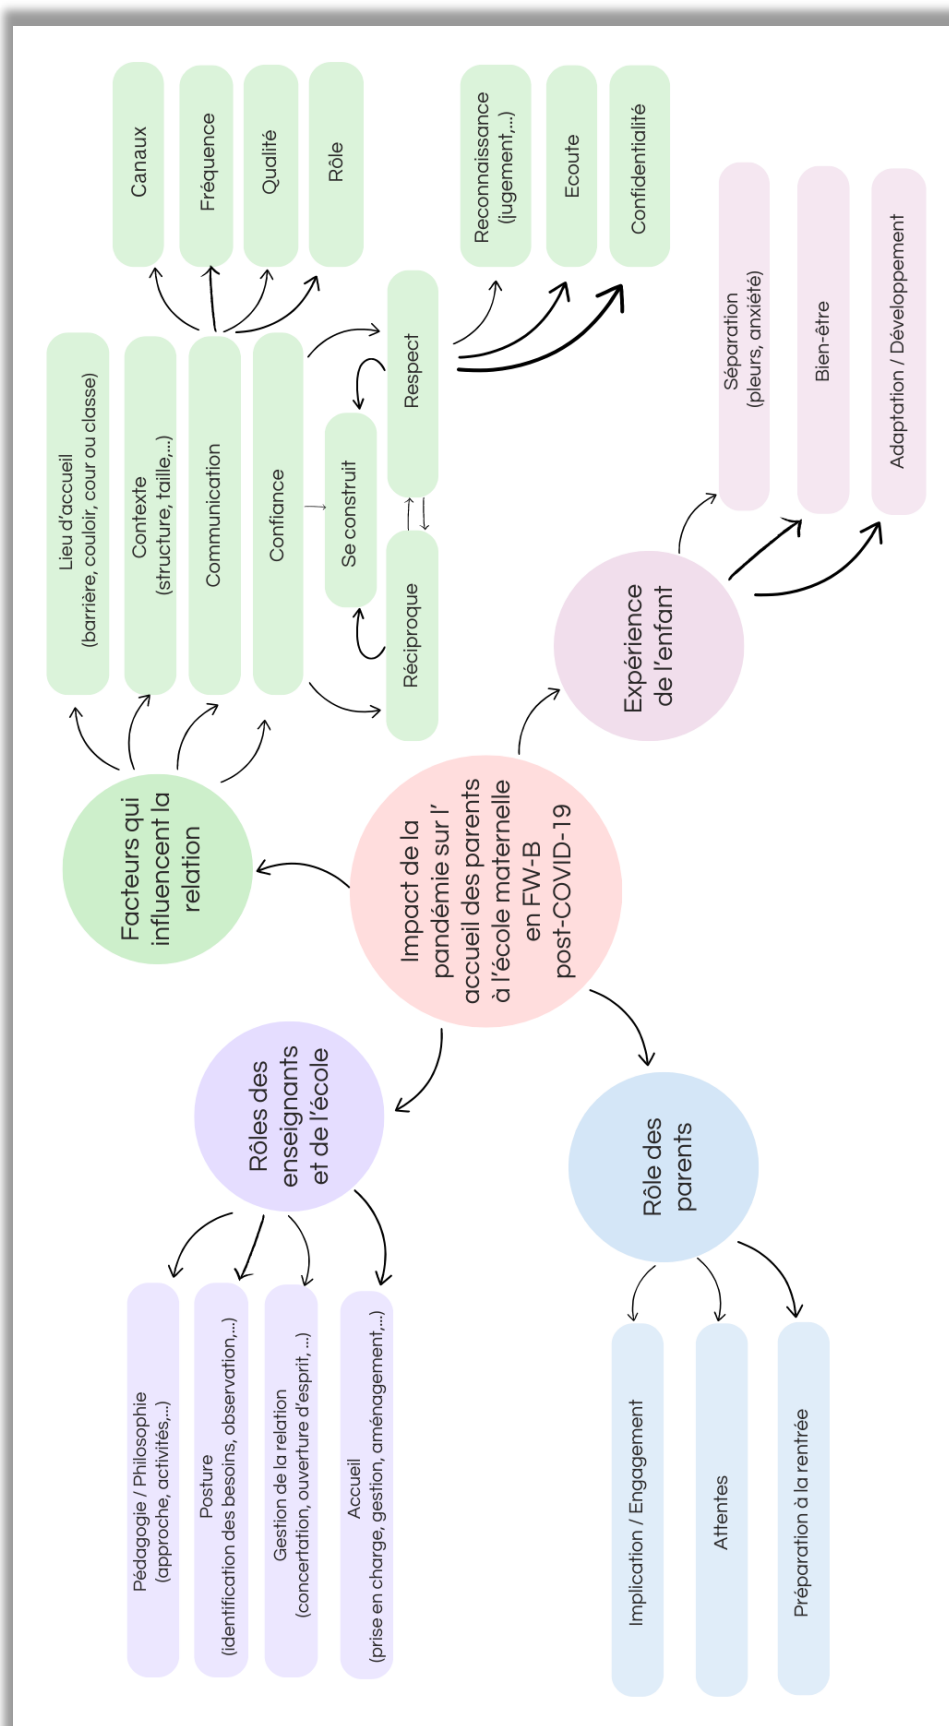 Impact de la
pandémie sur l'
accueil des parents
à l'école maternelle
en FW-B
post-COVID-19
Facteurs qui
influencent la
relation
Lieu d'accueil
(barrière, couloir, cour ou classe)
Contexte
(structure, taille,...)
Communication
Confiance
Canaux
Fréquence
Qualité
Rôle
Se construit
Réciproque
Respect
Reconnaissance
(jugement,...)
Ecoute
Confidentialité
Expérience
de l'enfant
Séparation
(pleurs, anxiété)
Bien-être
Adaptation / Développement
Rôles des
enseignants
et de l'école
Pédagogie / Philosophie
(approche, activités,...)
Posture
(identification des besoins, observation,...)
Gestion de la relation
(concertation, ouverture d'esprit, ...)
Accueil
(prise en charge, gestion, aménagement,...)
Rôle des
parents
Implication / Engagement
Attentes
Préparation à la rentrée